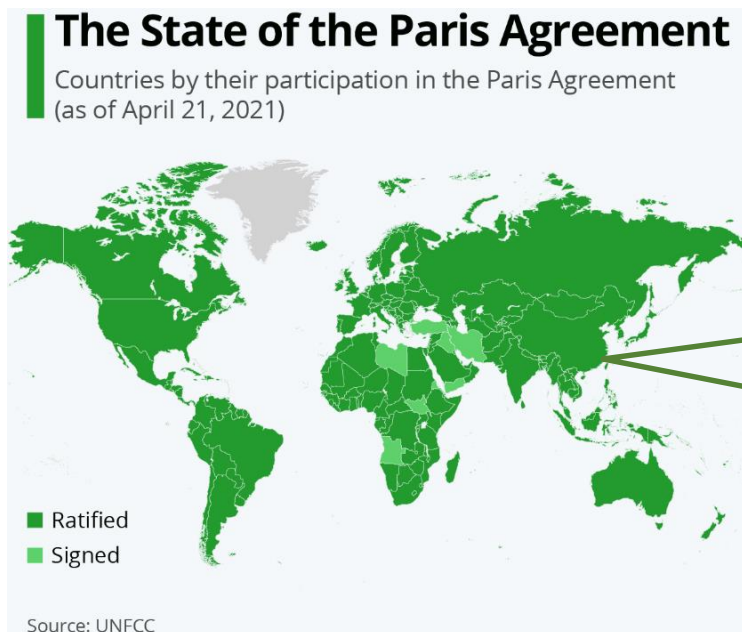 The State of the Paris Agreement
Countries by their participation in the Paris Agreement
(as of April 21, 2021)
Ratified
Signed
Source: UNFCC